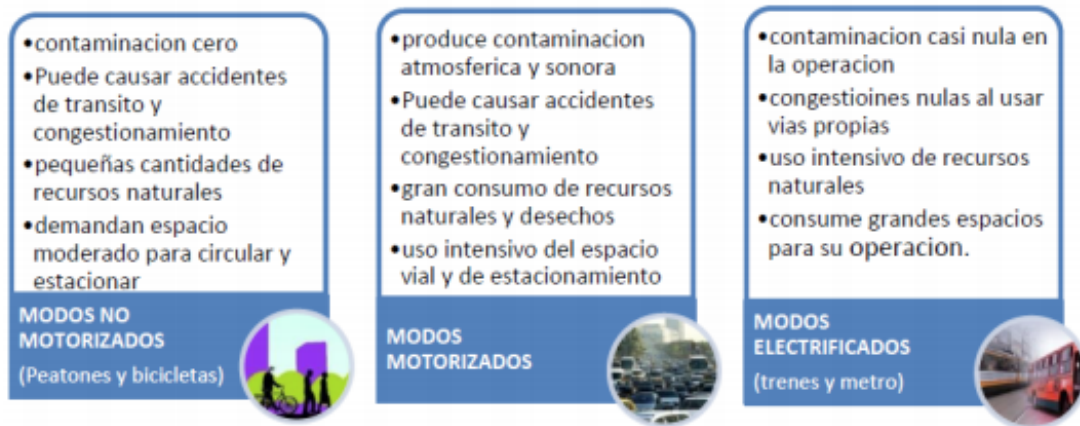 •contaminacion cero
•Puede causar accidentes
de transito y
congestionamiento
•pequeñas cantidades de
recursos naturales
•demandan espacio
moderado para circular y
estacionar
MODOS NO
MOTORIZADOS
(Peatones y bicicletas)
•produce contaminacion
atmosferica y sonora
•Puede causar accidentes
de transito y
congestionamiento
•gran consumo de recursos
naturales y desechos
•uso intensivo del espacio
vial y de estacionamiento
MODOS
MOTORIZADOS
•contaminacion casi nula en
la operacion
•congestioines nulas al usar
vias propias
•uso intensivo de recursos
naturales
•consume grandes espacios
para su operacion.
MODOS
ELECTRIFICADOS
(trenes y metro)